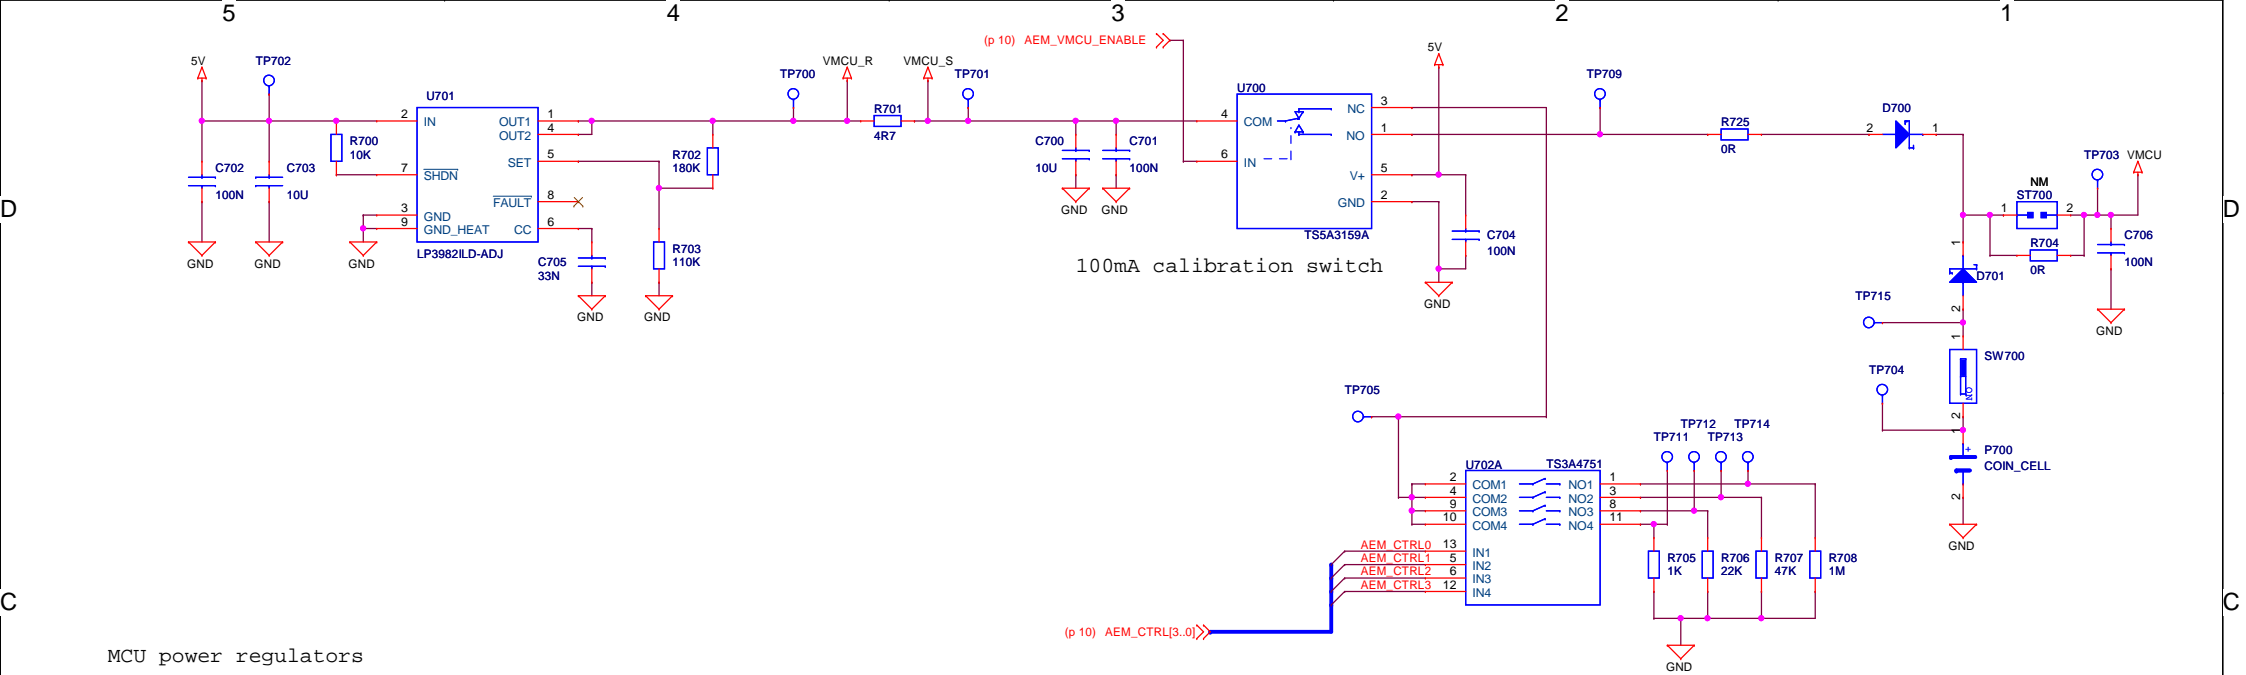 5 4 3 2 1
(p 10) AEM_VMCU_ENABLE
5V TP702 U701 TP700 VMCU_R VMCU_S TP701 5V TP709
U700 D700
2 IN OUT1 1 R701 4R7 4 COM NC 3
OUT2 4 NO 1 R725 0R 2 1
R700 10K SET 5 R702 180K C700 10U C701 100N 6 IN V+ 5 TP703 VMCU
C702 100N C703 10U 7 SHDN FAULT 8 GND 2 NM
D 3 GND GND GND 1 ST700 2 D
9 GND_HEAT CC 6 TS5A3159A C704 100N R704 0R C706 100N
GND GND GND LP3982ILD-ADJ C705 33N R703 110K
100mA calibration switch
1 D701 2
GND GND GND TP715 GND
1 SW700
TP704 ON
TP705 2
TP712 TP714
TP711 TP713 1 + P700
U702A TS3A4751 COIN_CELL
2 COM1 NO1 1
4 COM2 NO2 3 2
9 COM3 NO3 8
10 COM4 NO4 11
GND
AEM_CTRL0 13 IN1
AEM_CTRL1 5 IN2 R705 R706 R707 R708
AEM_CTRL2 6 IN3 1K 22K 47K 1M
AEM_CTRL3 12 IN4
C C
(p 10) AEM_CTRL[3..0]
MCU power regulators
GND